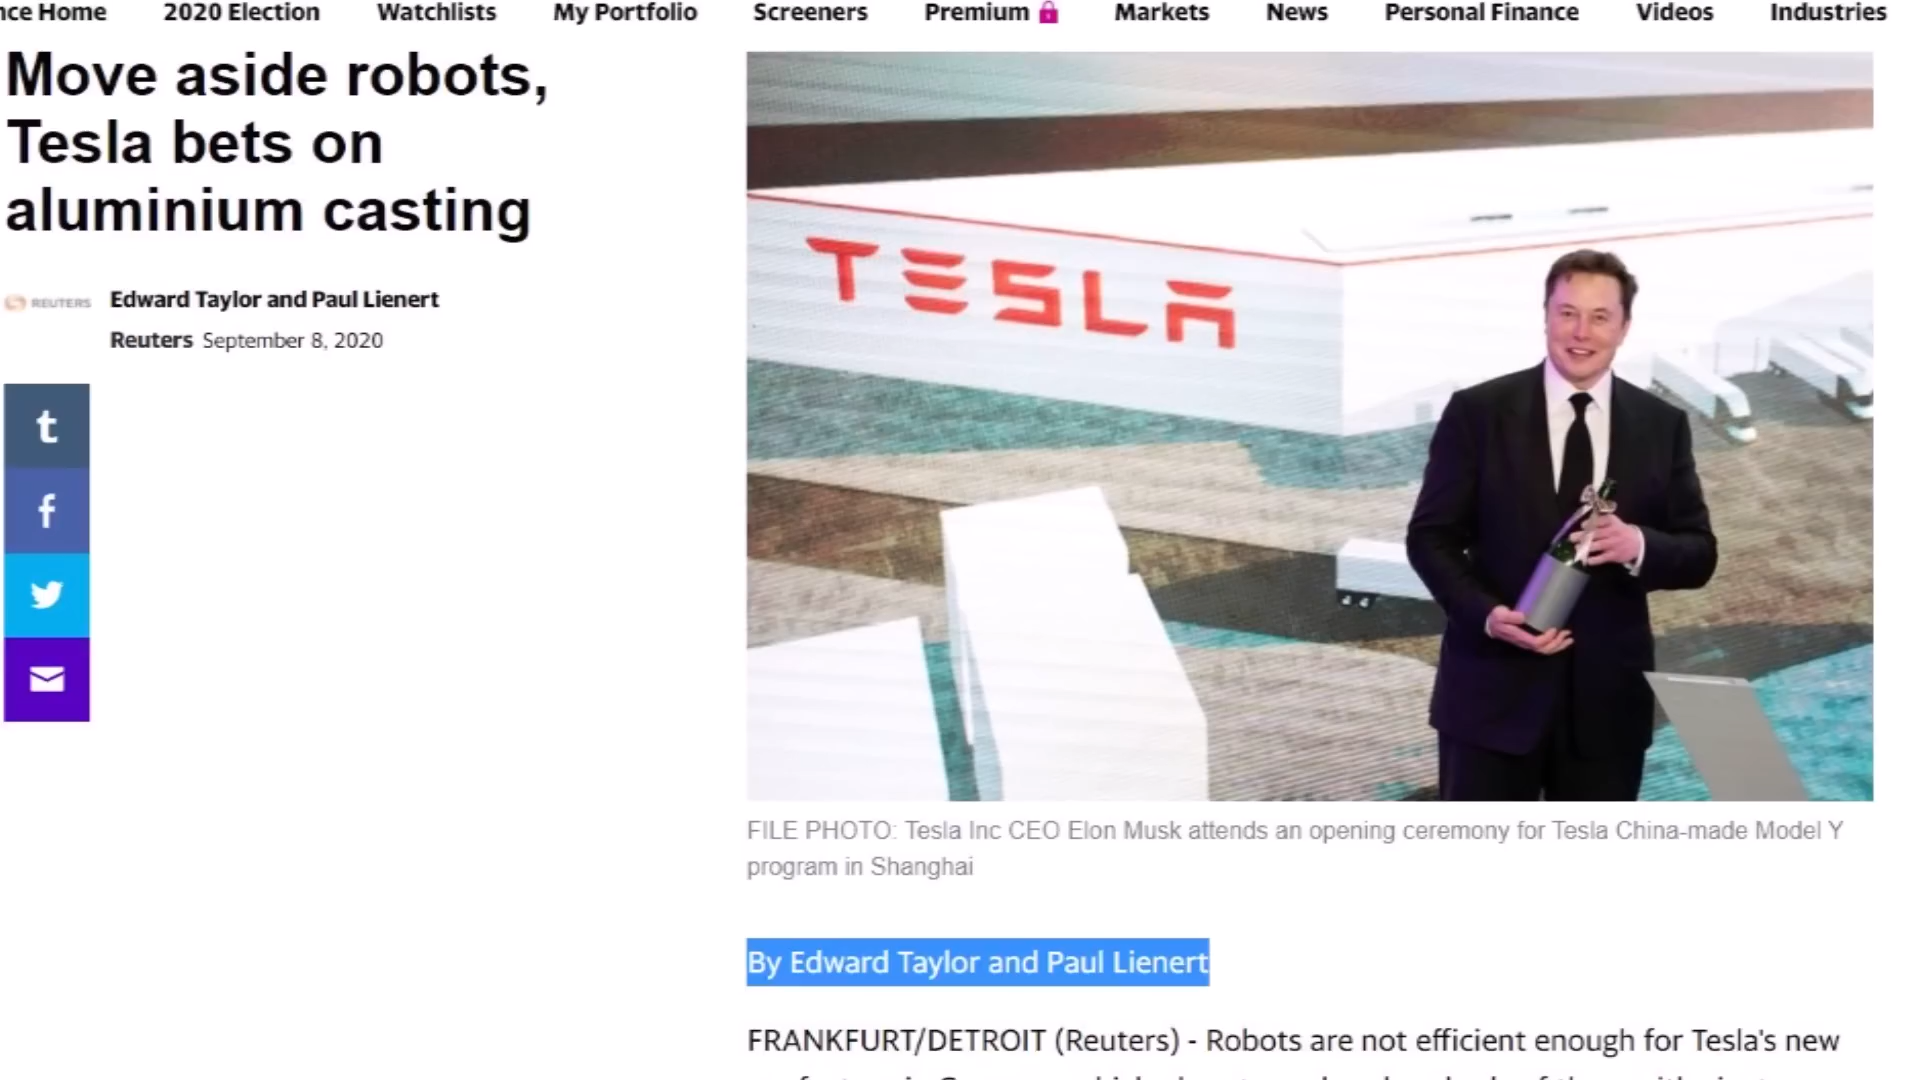 nce Home 2020 Election Watchlists My Portfolio Screeners Premium Markets News Personal Finance Videos Industries
Move aside robots,
Tesla bets on
aluminium casting
REUTERS
Edward Taylor and Paul Lienert
Reuters September 8, 2020
TESLA
FILE PHOTO: Tesla Inc CEO Elon Musk attends an opening ceremony for Tesla China-made Model Y
program in Shanghai
By Edward Taylor and Paul Lienert
FRANKFURT/DETROIT (Reuters) - Robots are not efficient enough for Tesla's new